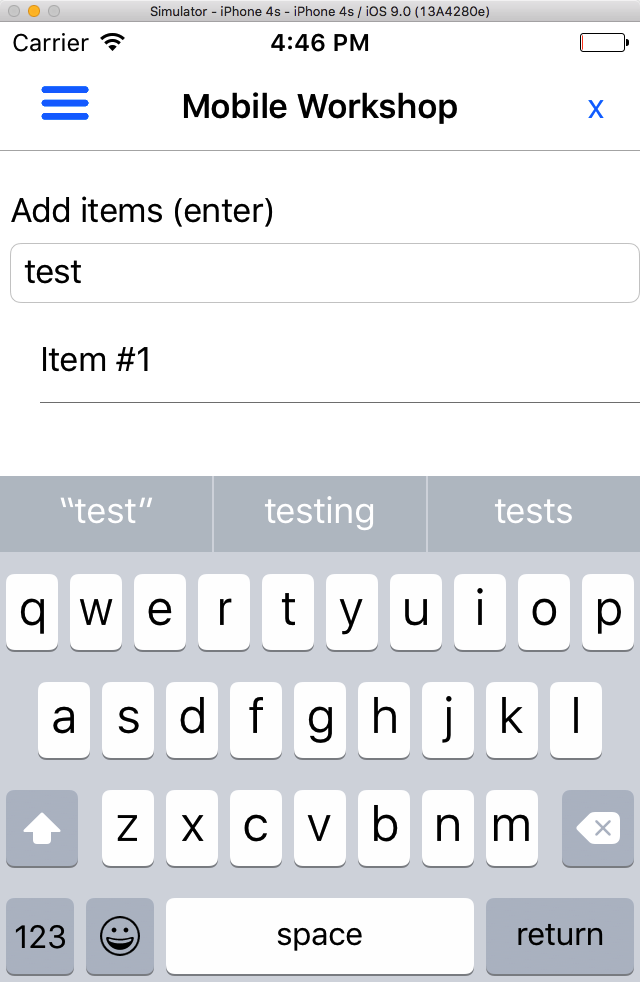 Simulator - iPhone 4s - iPhone 4s / iOS 9.0 (13A4280e)
Carrier 4:46 PM
Mobile Workshop x
Add items (enter)
test
Item #1
“test” testing tests
q w e r t y u i o p
a s d f g h j k l
z x c v b n m
123 space return